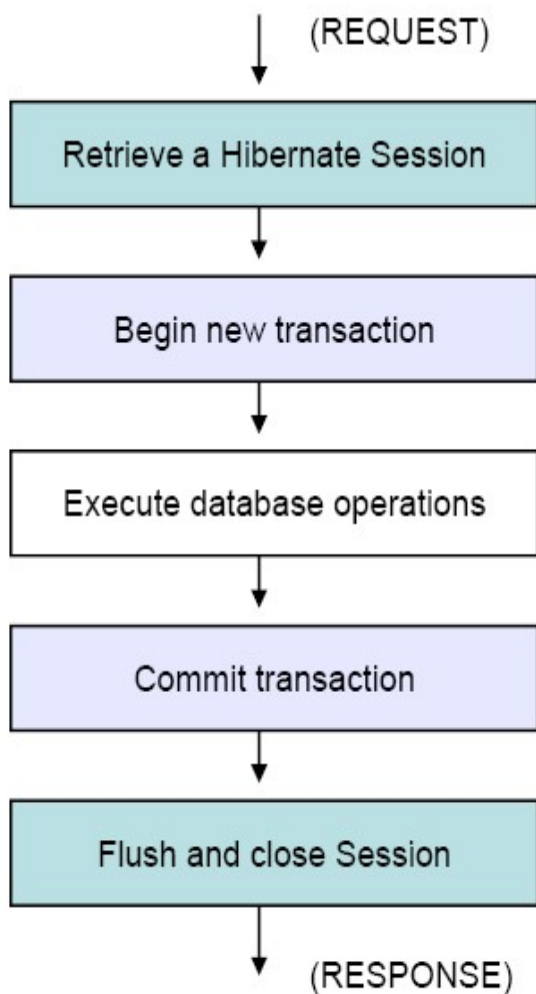 (REQUEST)
Retrieve a Hibernate Session
Begin new transaction
Execute database operations
Commit transaction
Flush and close Session
(RESPONSE)